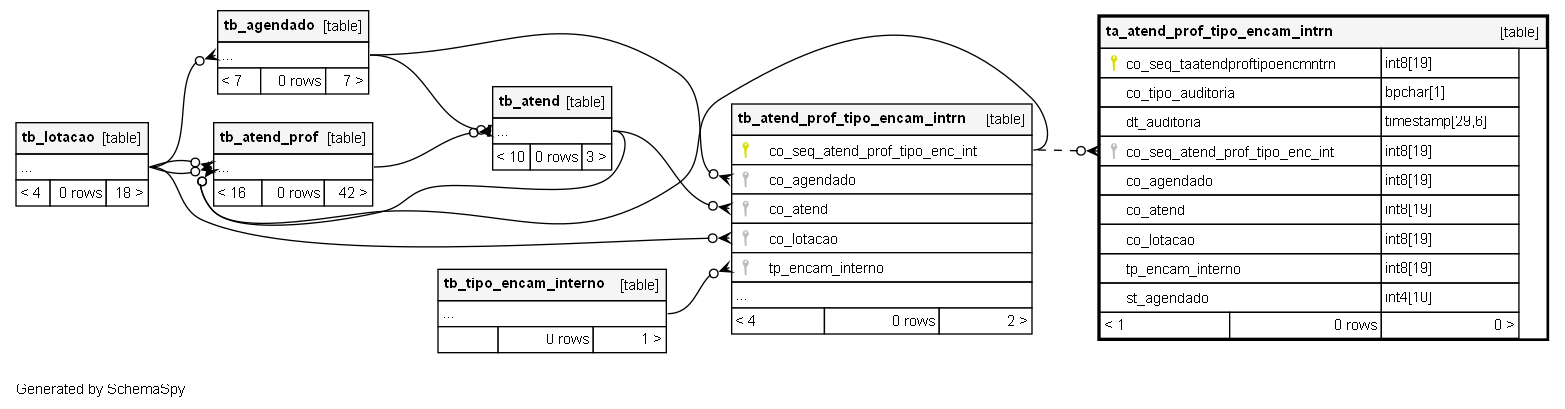 tb_agendado [table]
...
< 7 0 rows 7 >
tb_lotacao [table]
...
< 4 0 rows 18 >
tb_atend_prof [table]
...
< 16 0 rows 42 >
tb_atend [table]
...
< 10 0 rows 3 >
tb_tipo_encam_interno [table]
...
0 rows 1 >
tb_atend_prof_tipo_encam_intrn [table]
co_seq_atend_prof_tipo_enc_int
co_agendado
co_atend
co_lotacao
tp_encam_interno
...
< 4 0 rows 2 >
ta_atend_prof_tipo_encam_intrn [table]
co_seq_taatendproftipoencmntrn int8[19]
co_tipo_auditoria bpchar[1]
dt_auditoria timestamp[29,6]
co_seq_atend_prof_tipo_enc_int int8[19]
co_agendado int8[19]
co_atend int8[19]
co_lotacao int8[19]
tp_encam_interno int8[19]
st_agendado int4[10]
< 1 0 rows 0 >
Generated by SchemaSpy